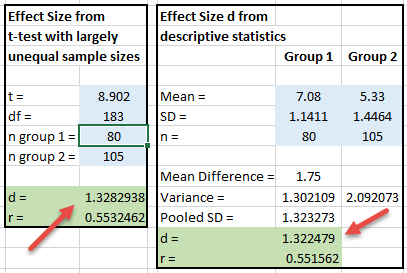 Effect Size from
t-test with largely
unequal sample sizes
t = 8.902
df = 183
n group 1 = 80
n group 2 = 105
d = 1.3282938
r = 0.5532462
Effect Size d from
descriptive statistics
Group 1 Group 2
Mean = 7.08 5.33
SD = 1.1411 1.4464
n = 80 105
Mean Difference = 1.75
Variance = 1.302109 2.092073
Pooled SD = 1.323273
d = 1.322479
r = 0.551562